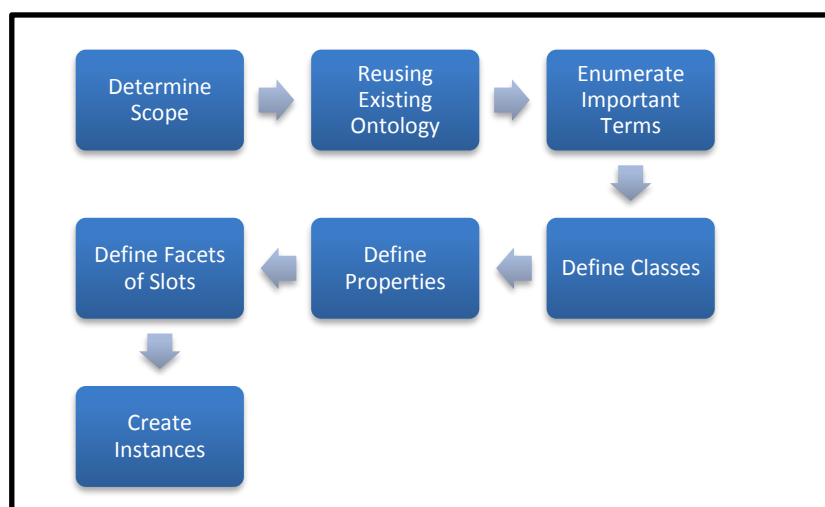 Determine
Scope
Reusing
Existing
Ontology
Enumerate
Important
Terms
Define Classes
Define
Properties
Define Facets
of Slots
Create
Instances